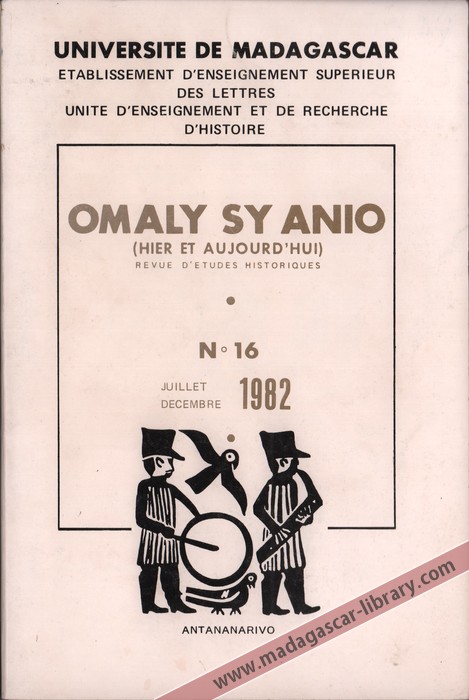 UNIVERSITE DE MADAGASCAR
ETABLISSEMENT D'ENSEIGNEMENT SUPERIEUR
DES LETTRES
UNITE D'ENSEIGNEMENT ET DE RECHERCHE
D'HISTOIRE
OMALY SY ANIO
(HIER ET AUJOURD'HUI)
REVUE D'ETUDES HISTORIQUES
N° 16
JUILLET
DECEMBRE 1982
ANTANANARIVO
www.madagascar-library.com